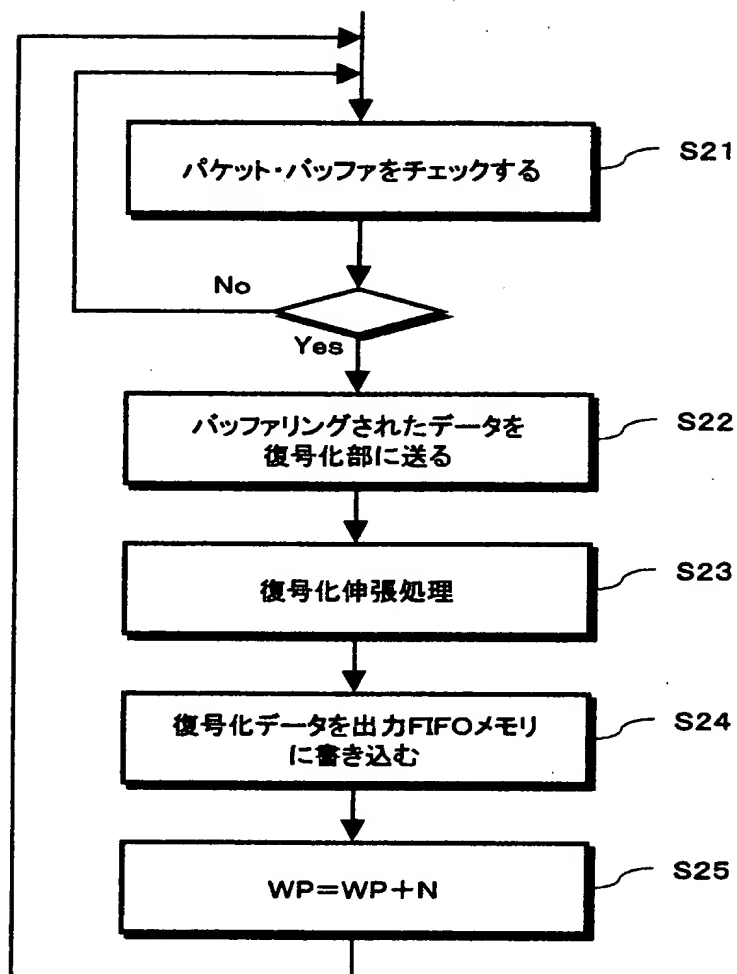 パケット・バッファをチェックする
S21
No
Yes
バッファリングされたデータを
復号化部に送る
S22
復号化伸張処理
S23
復号化データを出力FIFOメモリ
に書き込む
S24
WP=WP+N
S25